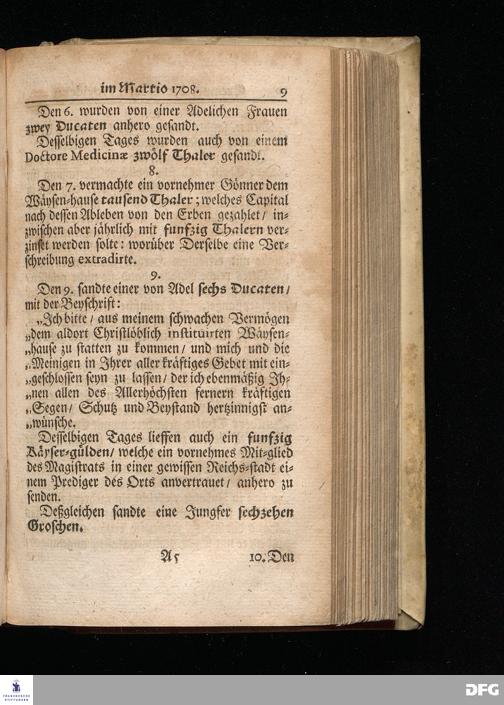 im Martio 1708. 9
Den 6. wurden von einer Adelichen Frauen
zwey Ducaten anhero gesandt.
Desselbigen Tages wurden auch von einem
Doctore Medicinæ zwölf Thaler gesandt.
8.
Den 7. vermachte ein vornehmer Gönner dem
Wäysen-hause tausend Thaler; welches Capital
nach dessen Ableben von den Erben gezahlet/ in-
zwischen aber jährlich mit funfzig Thalern ver-
zinset werden solte: worüber Derselbe eine Ver-
schreibung extradirte.
9.
Den 9. sandte einer von Adel sechs Ducaten/
mit der Beyschrift:
„Ich bitte/ aus meinem schwachen Vermögen
„dem aldort Christlöblich instituirten Wäysen-
„hause zu statten zu kommen/ und mich und die
„Meinigen in Ihrer aller kräftiges Gebet mit ein-
„geschlossen seyn zu lassen/ der ich ebenmäßig Ih-
„nen allen des Allerhöchsten fernern kräftigen
„Segen/ Schutz und Beystand hertzinnigst an-
„wünsche.
Desselbigen Tages lieffen auch ein funfzig
Käyser-gülden/ welche ein vornehmes Mit-glied
des Magistrats in einer gewissen Reichs-stadt ei-
nem Prediger des Orts anvertrauet/ anhero zu
senden.
Deßgleichen sandte eine Jungfer sechzehen
Groschen.
A5 10. Den
FRANCKESCHE
STIFTUNGEN
DFG